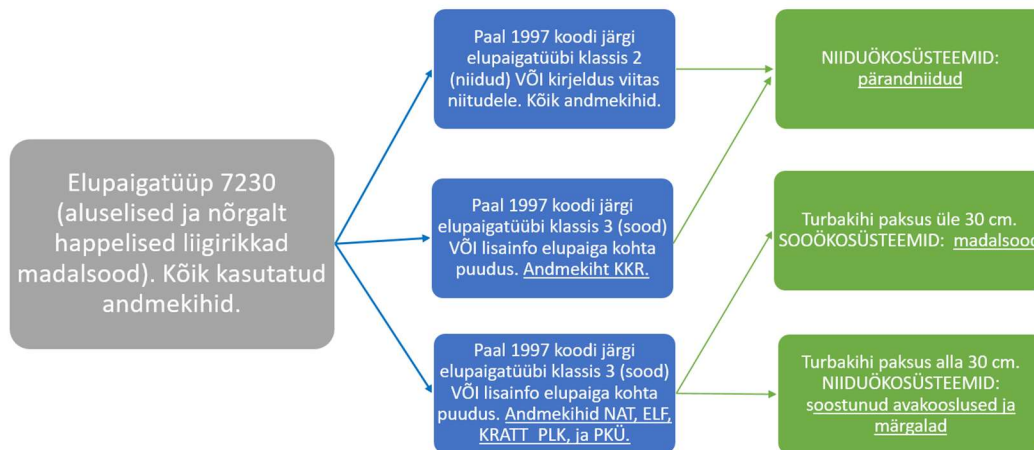 Elupaigatüüp 7230
(aluselised ja nõrgalt
happelised liigirikkad
madalsood). Kõik kasutatud
andmekihid.
Paal 1997 koodi järgi
elupaigatüübi klassis 2
(niidud) VÕI kirjeldus viitas
niitudele. Kõik andmekihid.
Paal 1997 koodi järgi
elupaigatüübi klassis 3 (sood)
VÕI lisainfo elupaiga kohta
puudus. Andmekiht KKR.
Paal 1997 koodi järgi
elupaigatüübi klassis 3 (sood)
VÕI lisainfo elupaiga kohta
puudus. Andmekihid NAT, ELF,
KRATT_PLK, ja PKÜ.
NIIDUÖKOSÜSTEEMID:
pärandniidud
Turbakihi paksus üle 30 cm.
SOOÖKOSÜSTEEMID: madalsood
Turbakihi paksus alla 30 cm.
NIIDUÖKOSÜSTEEMID:
soostunud avakooslused ja
märgalad